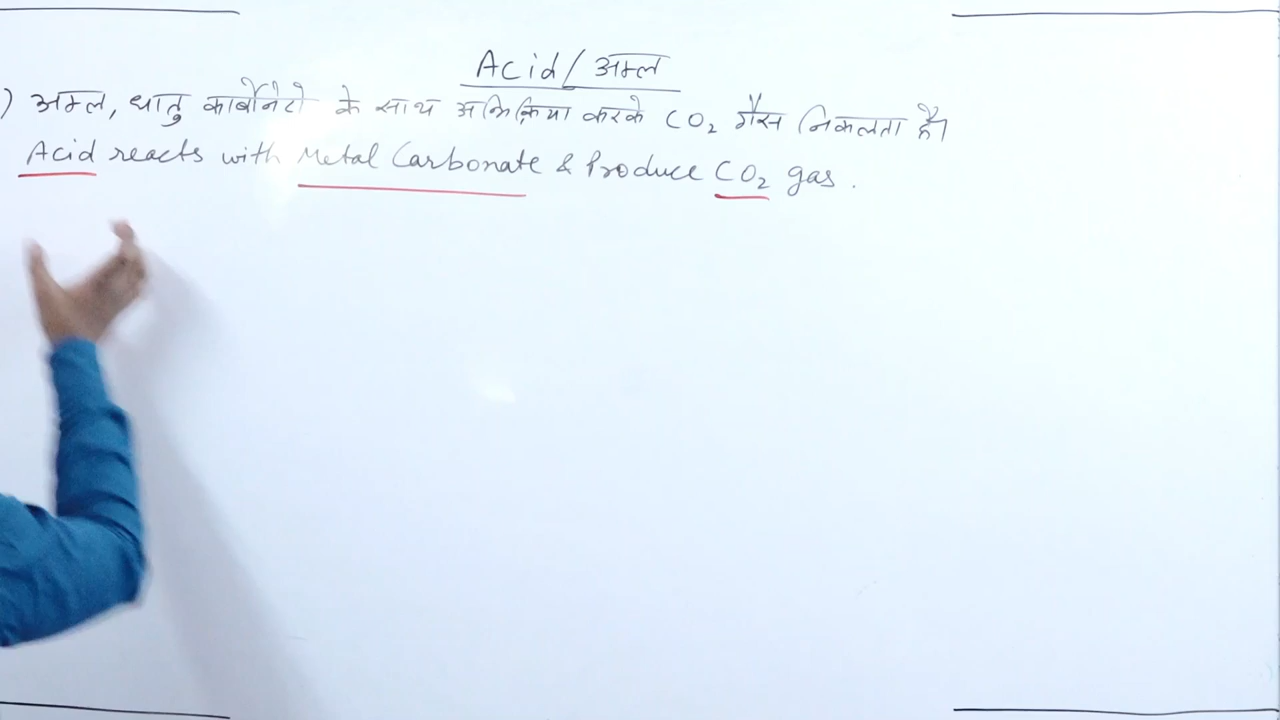 Acid / अम्ल
) अम्ल, धातु कार्बोनेटो के साथ अभिक्रिया करके CO₂ गैस निकलता है।
Acid reacts with Metal Carbonate & Produce CO₂ gas .